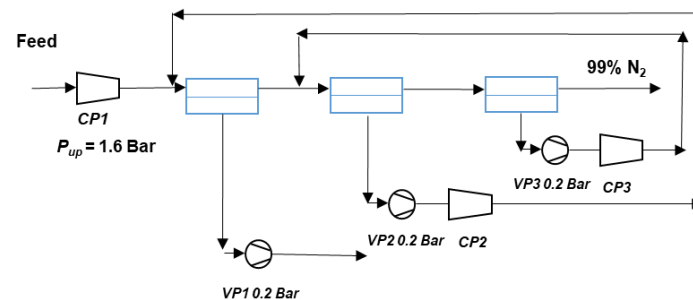 Feed
99% N₂
CP1
P_up = 1.6 Bar
VP3 0.2 Bar
CP3
VP2 0.2 Bar
CP2
VP1 0.2 Bar